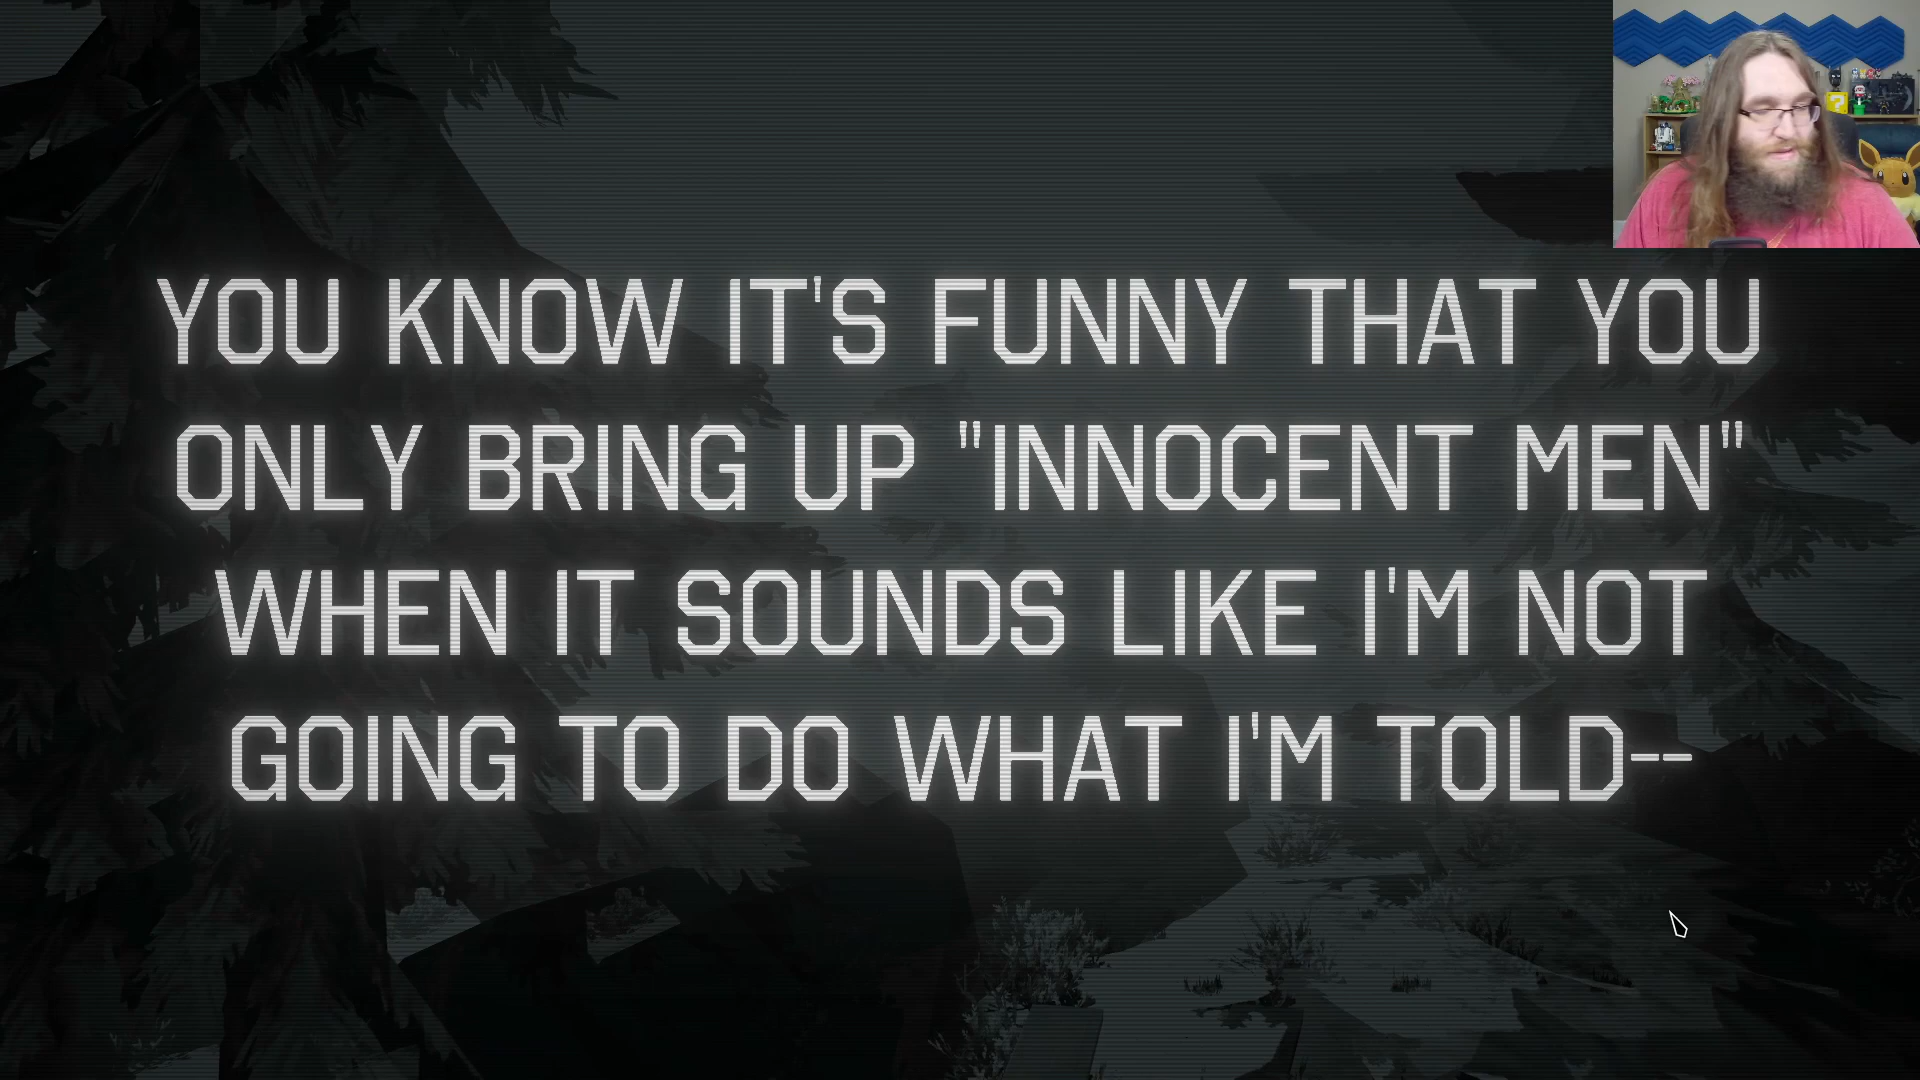 YOU KNOW IT'S FUNNY THAT YOU
ONLY BRING UP "INNOCENT MEN"
WHEN IT SOUNDS LIKE I'M NOT
GOING TO DO WHAT I'M TOLD--